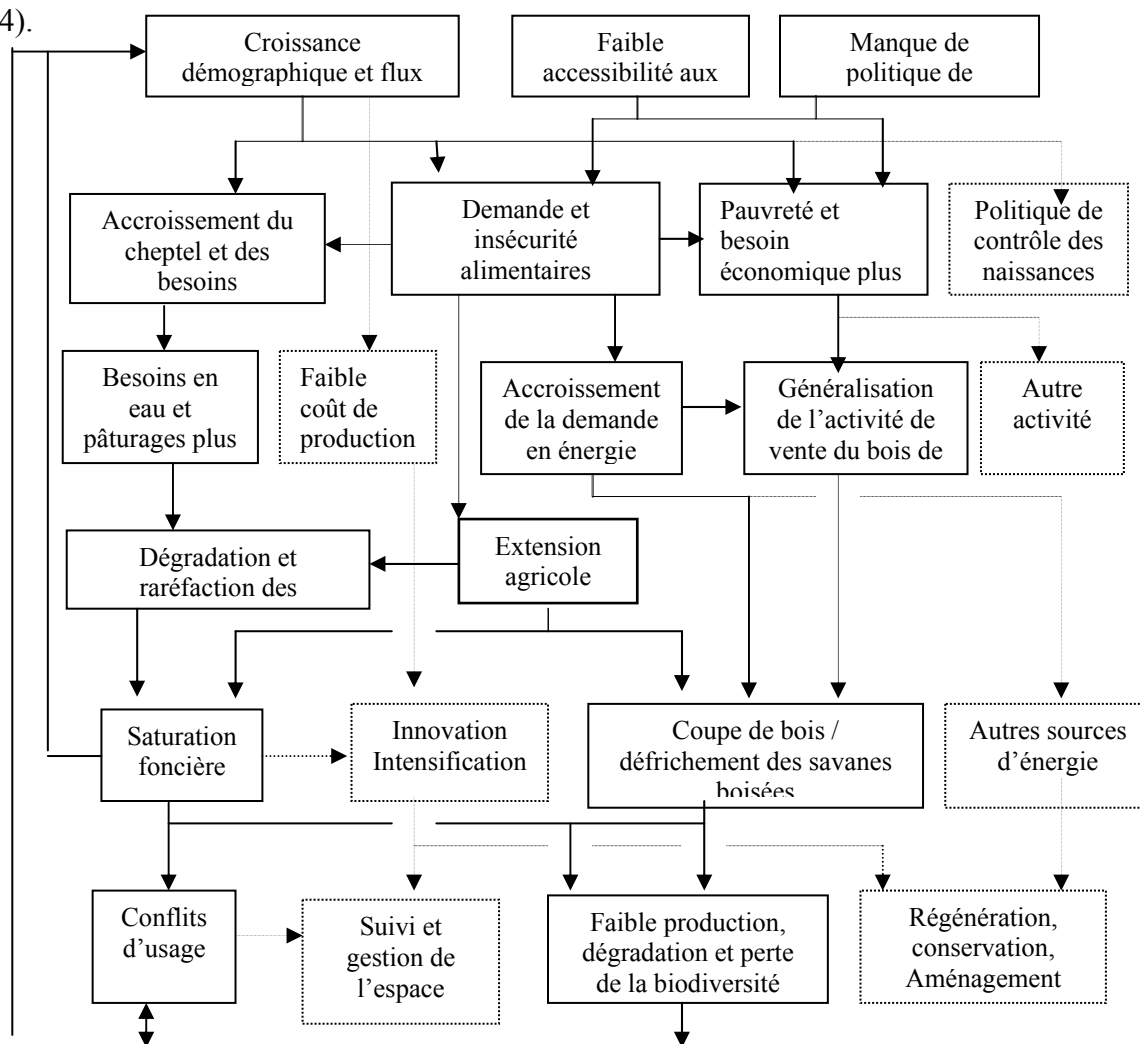 4).
Croissance
démographique et flux
Faible
accessibilité aux
Manque de
politique de
Accroissement du
cheptel et des
besoins
Demande et
insécurité
alimentaires
Pauvreté et
besoin
économique plus
Politique de
contrôle des
naissances
Besoins en
eau et
pâturages plus
Faible
coût de
production
Accroissement
de la demande
en énergie
Généralisation
de l’activité de
vente du bois de
Autre
activité
Dégradation et
raréfaction des
Extension
agricole
Saturation
foncière
Innovation
Intensification
Coupe de bois /
défrichement des savanes
boisées
Autres sources
d’énergie
Conflits
d’usage
Suivi et
gestion de
l’espace
Faible production,
dégradation et perte
de la biodiversité
Régénération,
conservation,
Aménagement